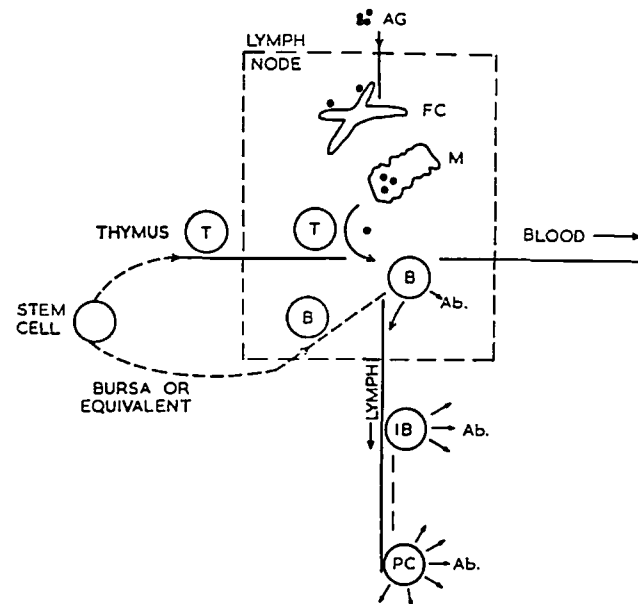 AG
LYMPH
NODE
FC
M
THYMUS
T
T
BLOOD
B
Ab.
STEM
CELL
B
BURSA OR
EQUIVALENT
LYMPH
IB
Ab.
PC
Ab.